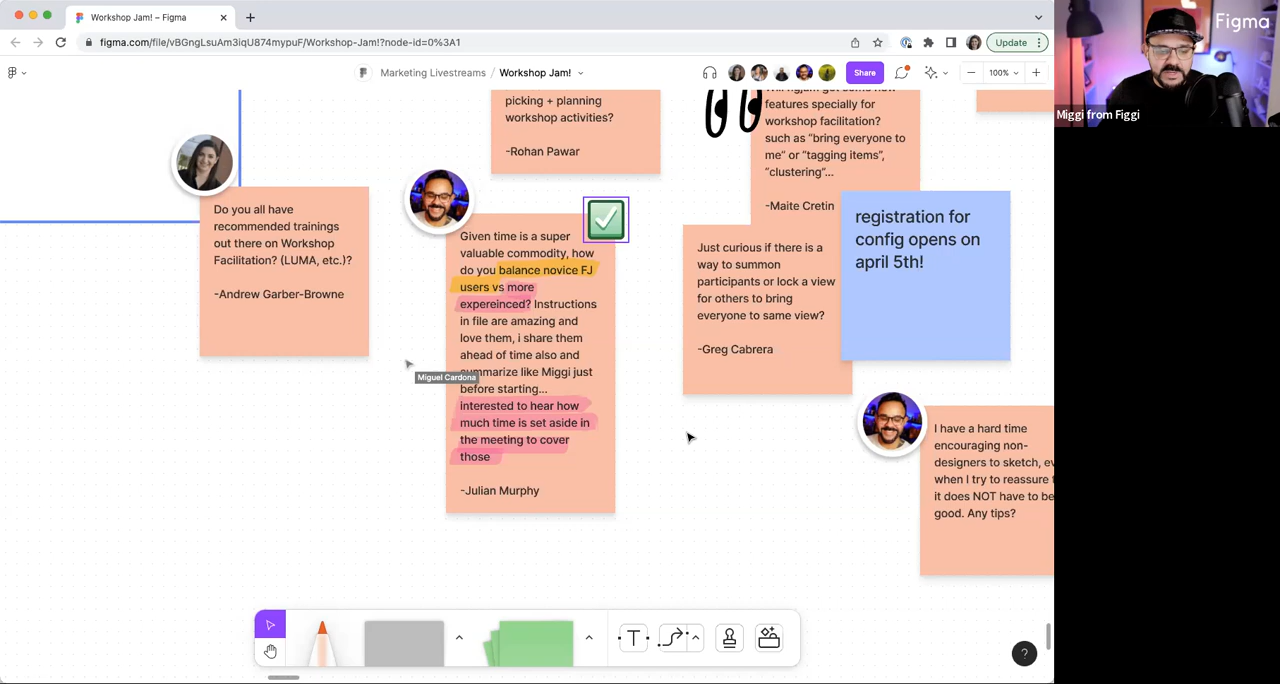 Workshop Jam! – Figma
figma.com/file/vBGngLsuAm3iqU874mypuF/Workshop-Jam!?node-id=0%3A1
Update
Marketing Livestreams / Workshop Jam!
Share
100%
Figma
Miggi from Figgi
picking + planning
workshop activities?
-Rohan Pawar
features specially for
workshop facilitation?
such as “bring everyone to
me” or “tagging items”,
“clustering”...
-Maite Cretin
Do you all have
recommended trainings
out there on Workshop
Facilitation? (LUMA, etc.)?
-Andrew Garber-Browne
Given time is a super
valuable commodity, how
do you balance novice FJ
users vs more
expereinced? Instructions
in file are amazing and
love them, i share them
ahead of time also and
summarize like Miggi just
before starting...
interested to hear how
much time is set aside in
the meeting to cover
those
-Julian Murphy
Miguel Cardona
Just curious if there is a
way to summon
participants or lock a view
for others to bring
everyone to same view?
-Greg Cabrera
registration for
config opens on
april 5th!
I have a hard time
encouraging non-
designers to sketch,
when I try to reassure
it does NOT have to be
good. Any tips?
T
?